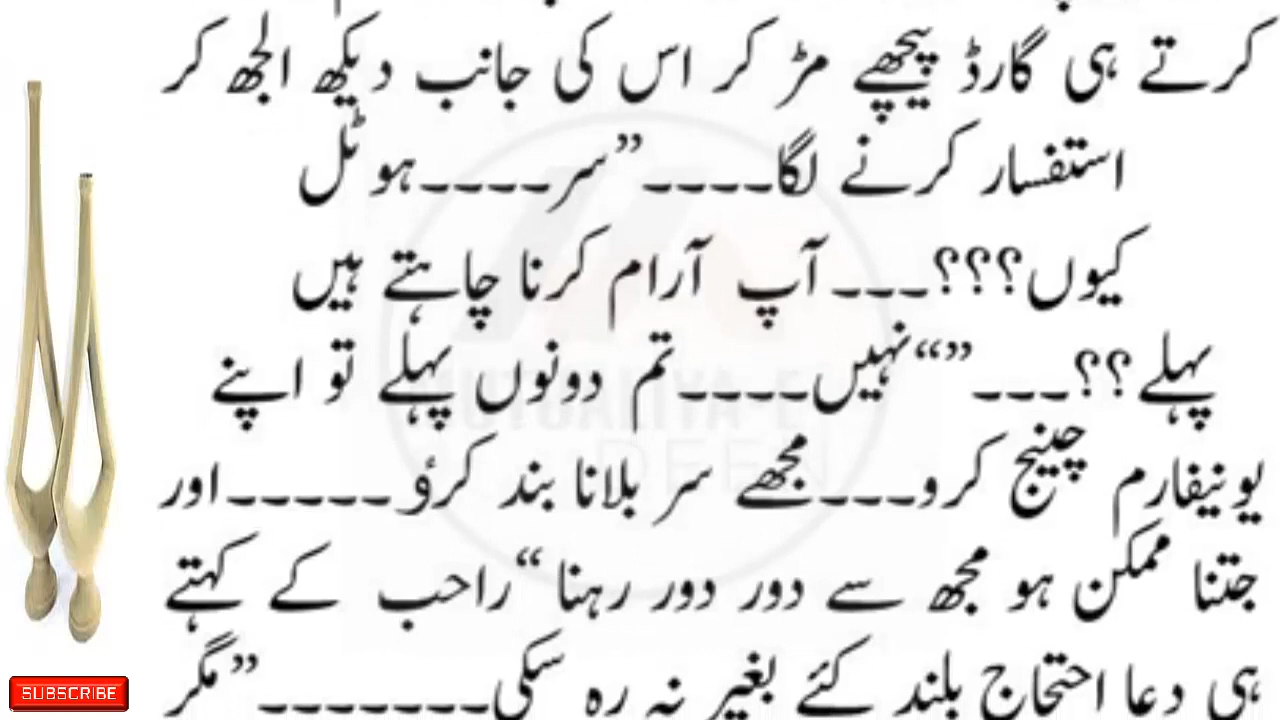 کرتے ہی گارڈ پیچھے مڑ کر اس کی جانب دیکھ الجھ کر
استفسار کرنے لگا۔۔۔۔”سر۔۔۔۔ہوٹل
کیوں؟؟؟۔۔۔آپ آرام کرنا چاہتے ہیں
پہلے؟؟۔۔۔”“نہیں۔۔۔۔تم دونوں پہلے تو اپنے
یونیفارم چینج کرو۔۔۔مجھے سر بلانا بند کرؤ۔۔۔۔۔اور
جتنا ممکن ہو مجھ سے دور دور رہنا“راحب کے کہتے
ہی دعا احتجاج بلند کئے بغیر نہ رہ سکی۔۔۔۔۔۔۔”مگر
MUTUALIYA-E
DEEN
SUBSCRIBE